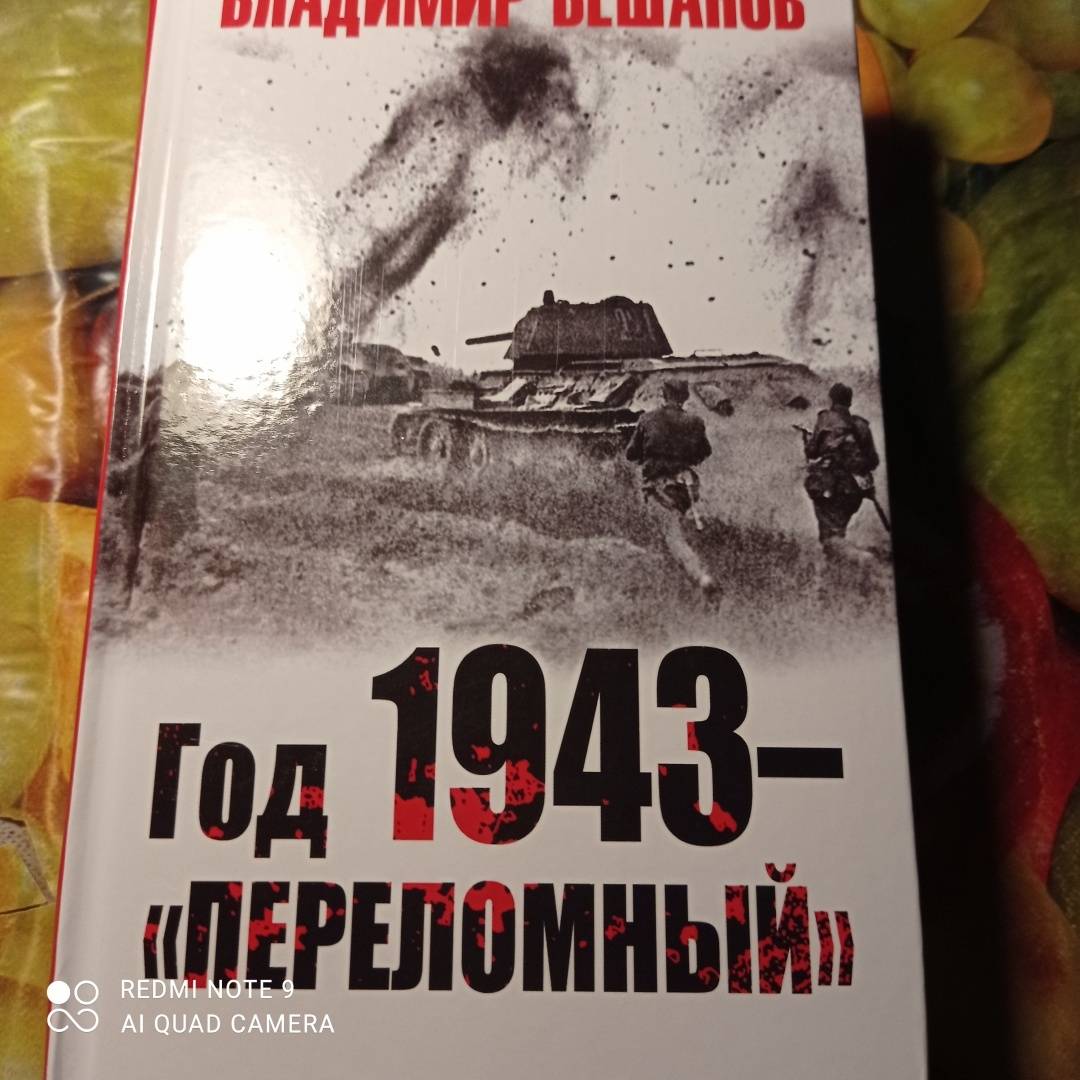 ВЛАДИМИР БЕШАНОВ
Год 1943–
«ПЕРЕЛОМНЫЙ»
REDMI NOTE 9
AI QUAD CAMERA